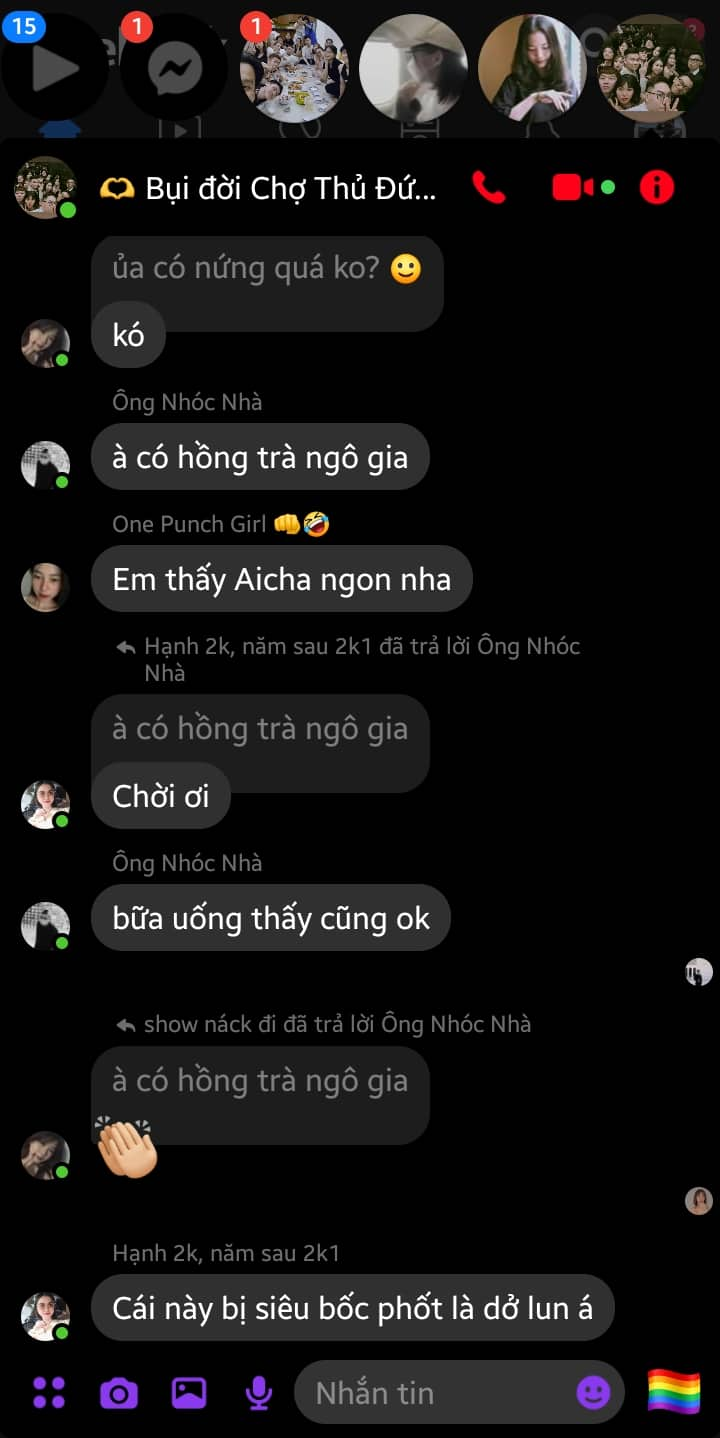 15
1
1
2
🫶 Bụi đời Chợ Thủ Đứ...
ủa có nứng quá ko? 🙂
kó
Ông Nhóc Nhà
à có hồng trà ngô gia
One Punch Girl 👊🤣
Em thấy Aicha ngon nha
Hạnh 2k, năm sau 2k1 đã trả lời Ông Nhóc
Nhà
à có hồng trà ngô gia
Chời ơi
Ông Nhóc Nhà
bữa uống thấy cũng ok
show náck đi đã trả lời Ông Nhóc Nhà
à có hồng trà ngô gia
👏🏼
Hạnh 2k, năm sau 2k1
Cái này bị siêu bốc phốt là dở lun á
Nhắn tin